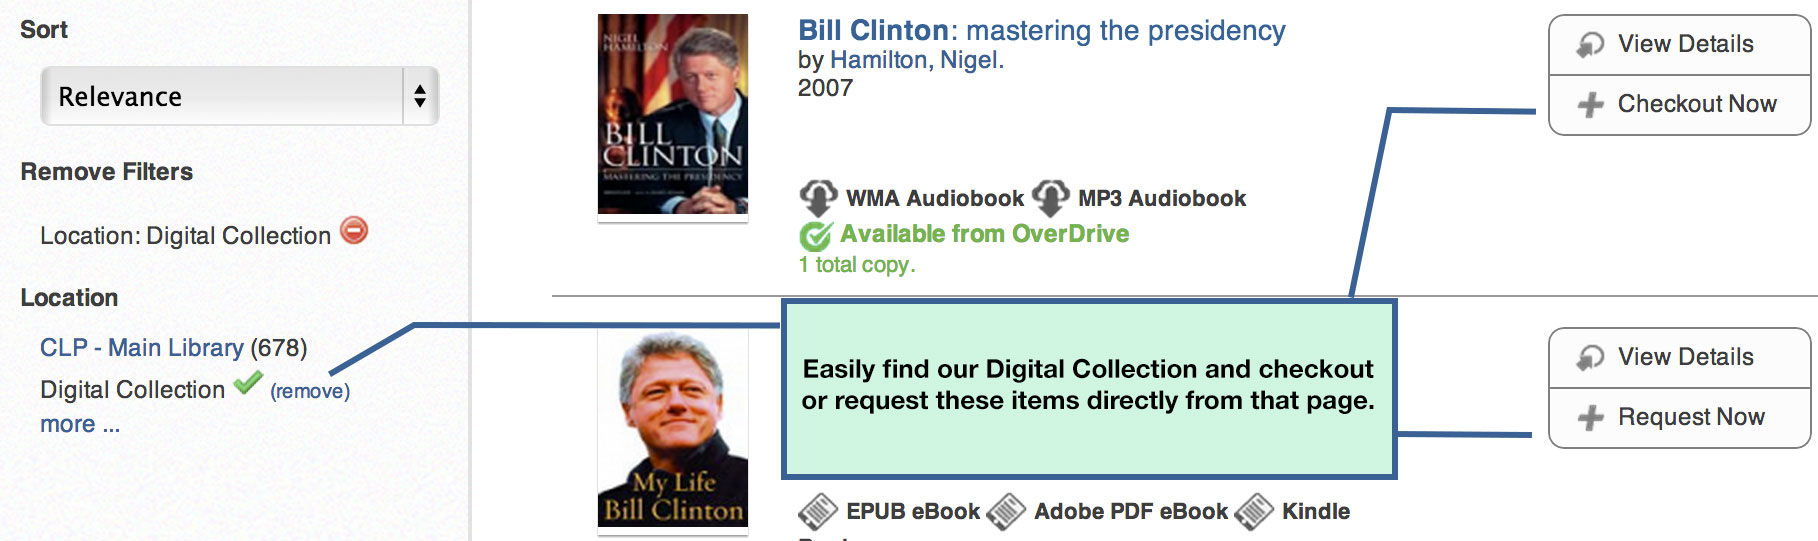 Sort
Relevance
Remove Filters
Location: Digital Collection
Location
CLP - Main Library (678)
Digital Collection (remove)
more ...
NIGEL
HAMILTON
BILL
CLINTON
MASTERING THE PRESIDENCY
Bill Clinton: mastering the presidency
by Hamilton, Nigel.
2007
WMA Audiobook MP3 Audiobook
Available from OverDrive
1 total copy.
View Details
Checkout Now
My Life
Bill Clinton
Easily find our Digital Collection and checkout
or request these items directly from that page.
EPUB eBook Adobe PDF eBook Kindle
View Details
Request Now